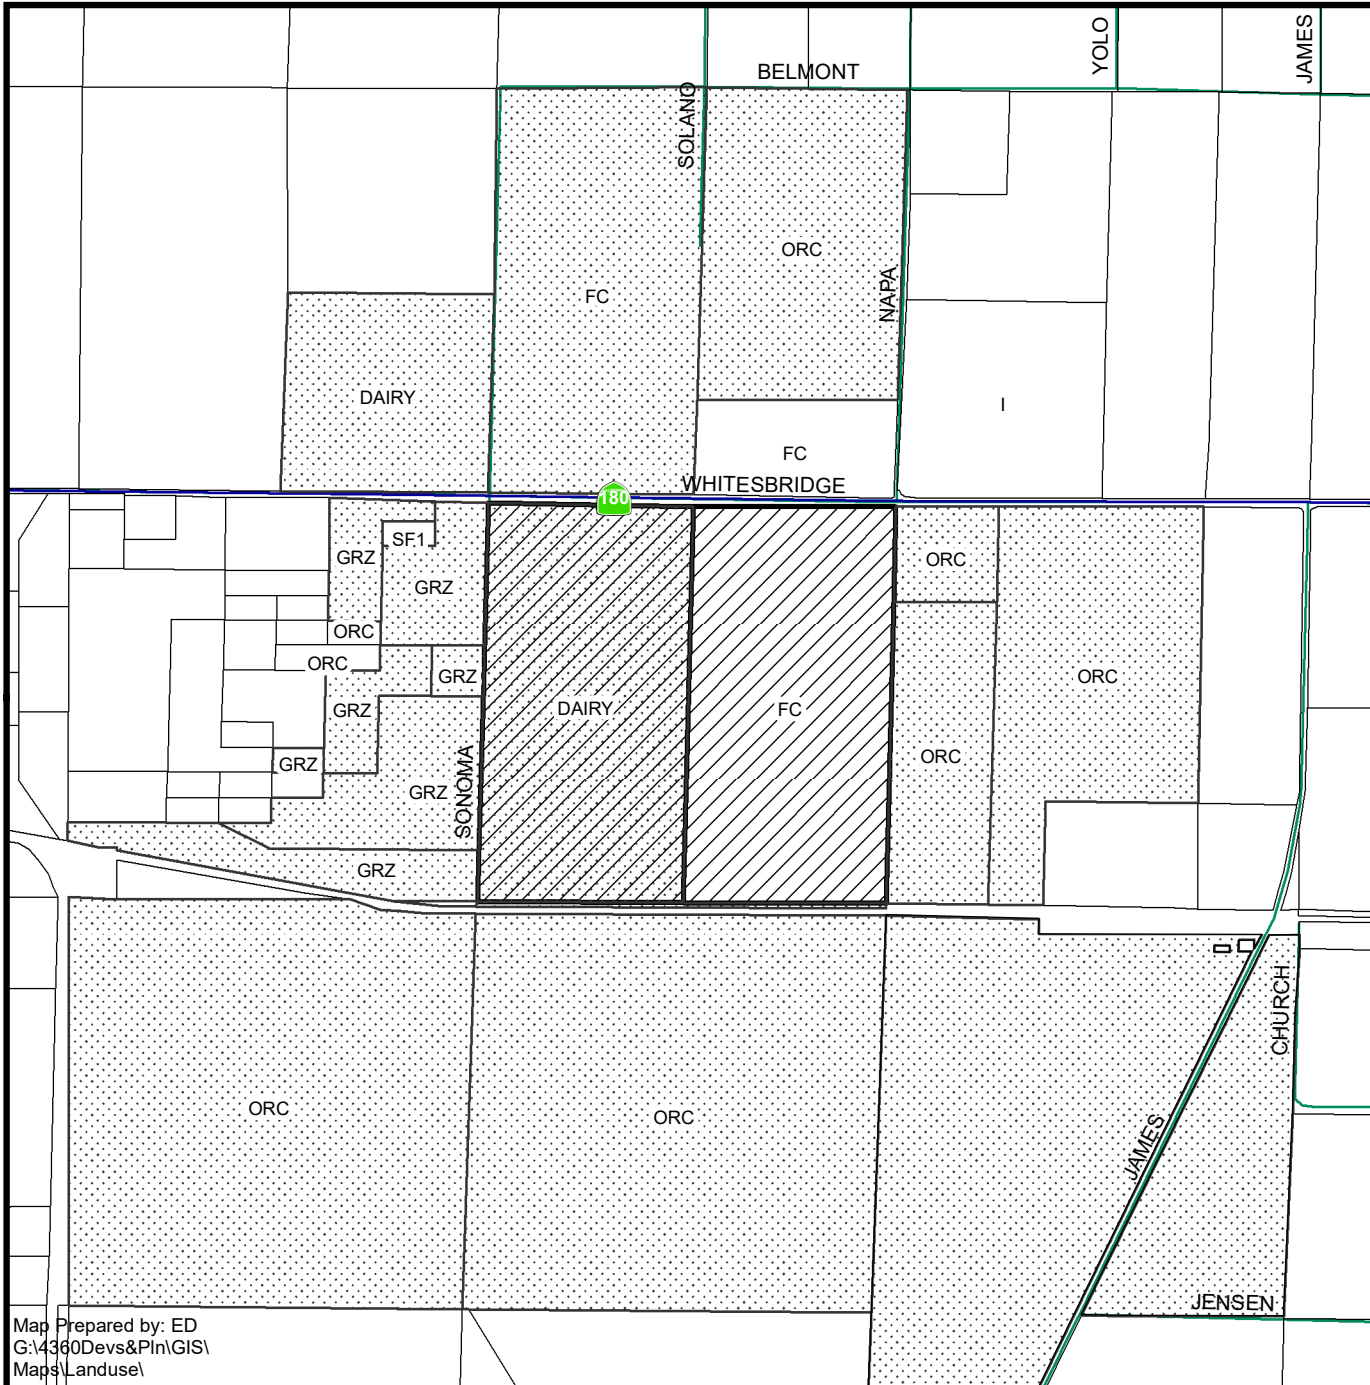 YOLO
JAMES
BELMONT
SOLANO
ORC
NAPA
FC
DAIRY
I
FC
WHITESBRIDGE
180
SF1
GRZ
GRZ
ORC
ORC
ORC
GRZ
ORC
GRZ
DAIRY
FC
ORC
GRZ
GRZ
SONOMA
GRZ
CHURCH
ORC
ORC
JAMES
JENSEN
Map Prepared by: ED
G:\4360Devs&Pln\GIS\
Maps\Landuse\